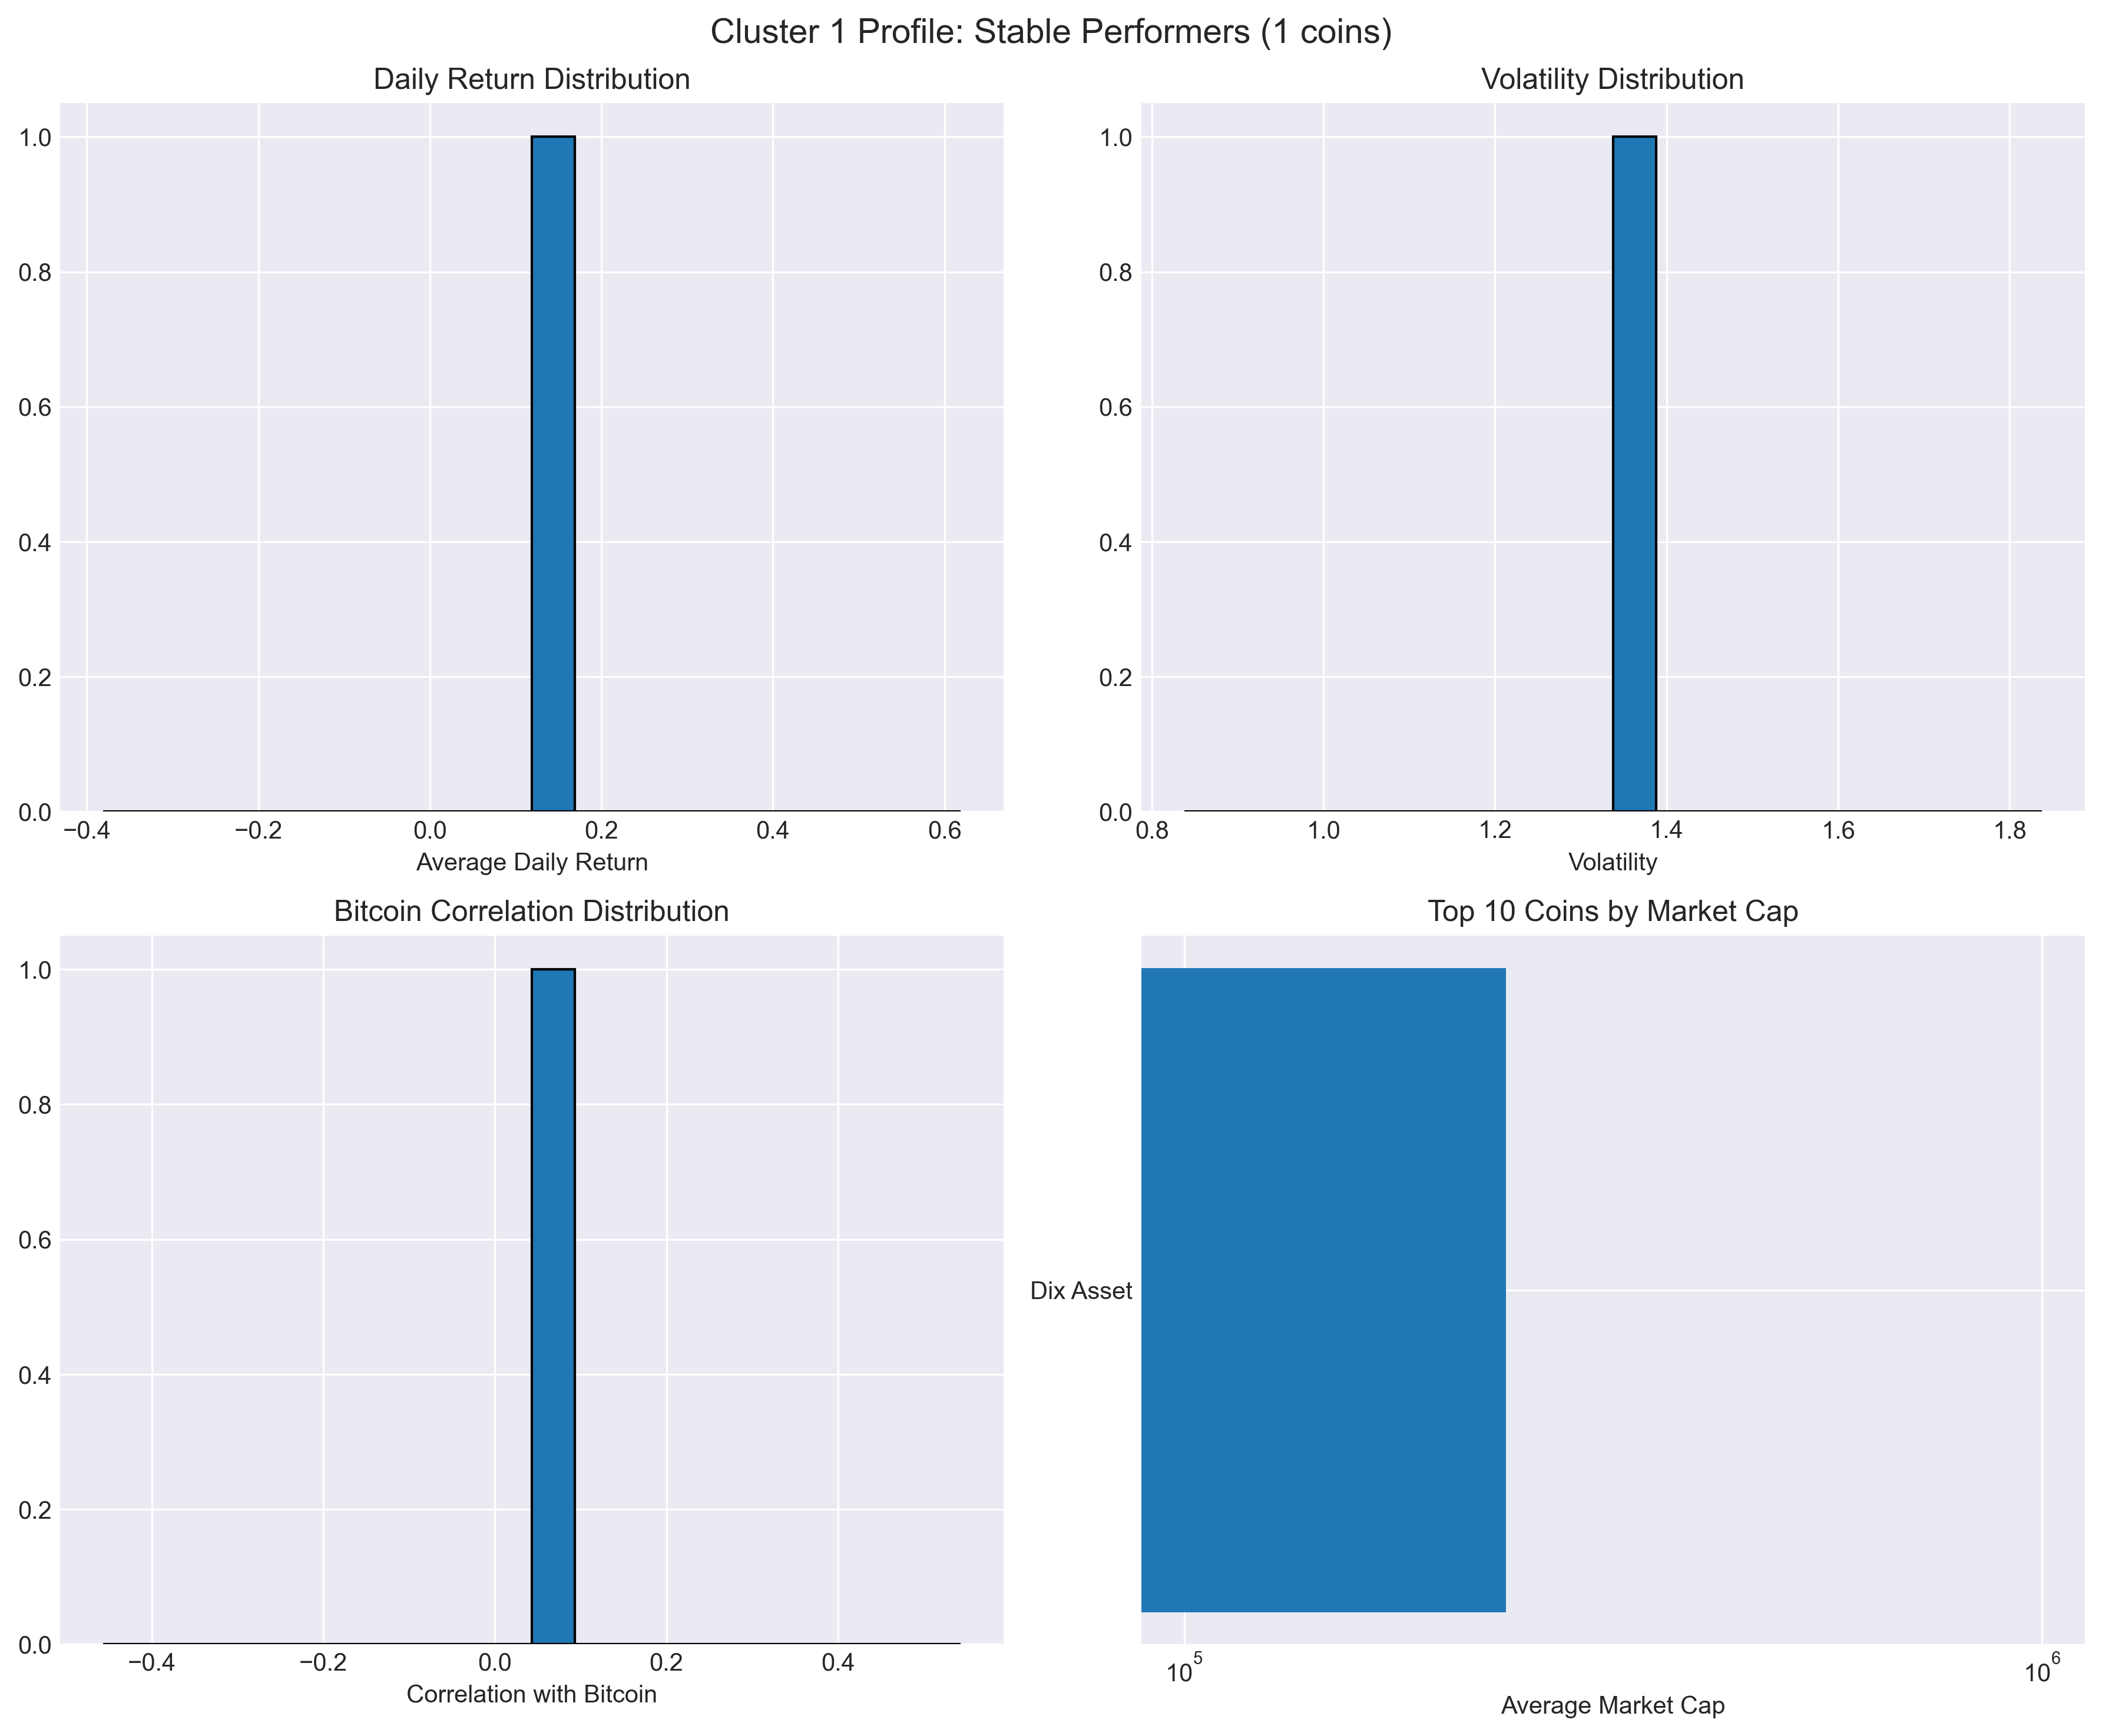 Cluster 1 Profile: Stable Performers (1 coins)
Daily Return Distribution
1.0
0.8
0.6
0.4
0.2
0.0
−0.4 −0.2 0.0 0.2 0.4 0.6
Average Daily Return
Volatility Distribution
1.0
0.8
0.6
0.4
0.2
0.0
0.8 1.0 1.2 1.4 1.6 1.8
Volatility
Bitcoin Correlation Distribution
1.0
0.8
0.6
0.4
0.2
0.0
−0.4 −0.2 0.0 0.2 0.4
Correlation with Bitcoin
Top 10 Coins by Market Cap
Dix Asset
10⁵ 10⁶
Average Market Cap